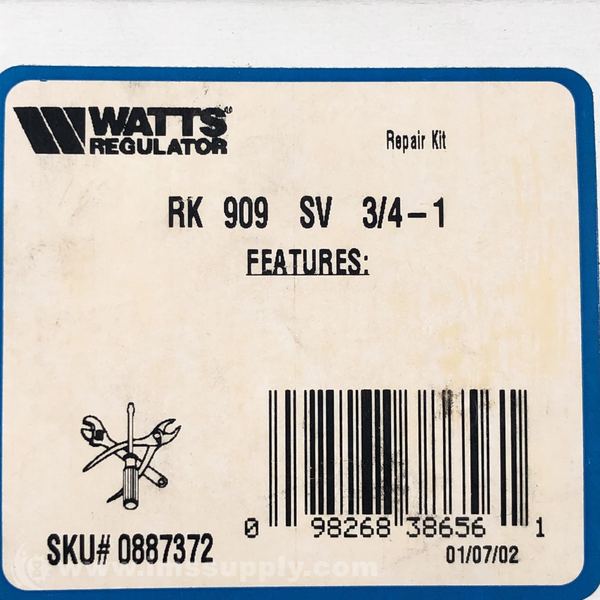 WATTS®
REGULATOR
Repair Kit
RK 909 SV 3/4-1
FEATURES:
SKU# 0887372
0 98268 38656 1
01/07/02